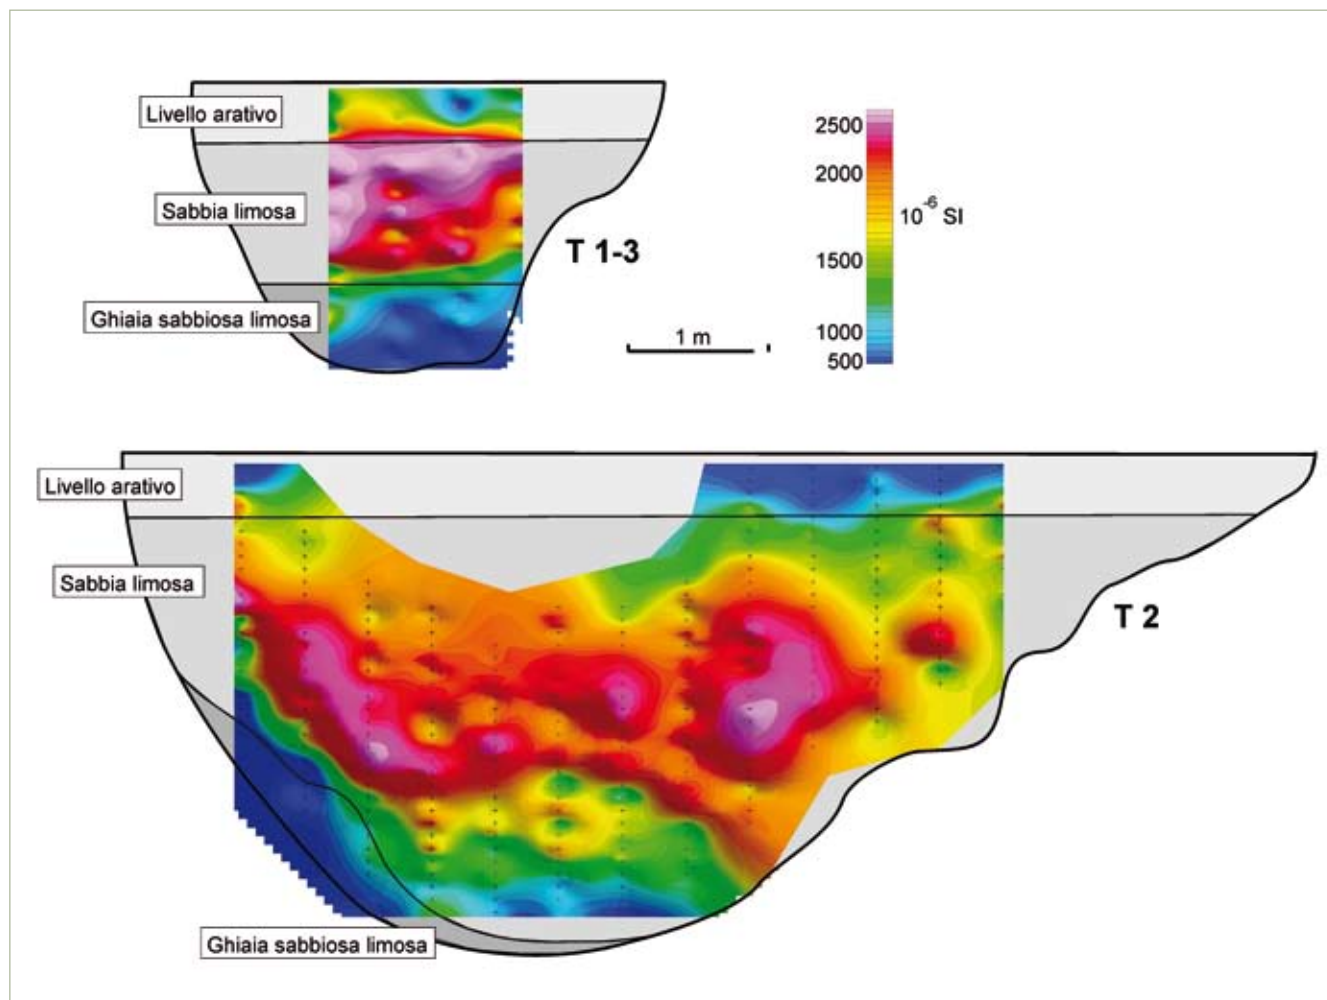 Livello arativo
Sabbia limosa
Ghiaia sabbiosa limosa
T 1-3
1 m
2500
2000
10⁻⁶ SI
1500
1000
500
Livello arativo
Sabbia limosa
T 2
Ghiaia sabbiosa limosa